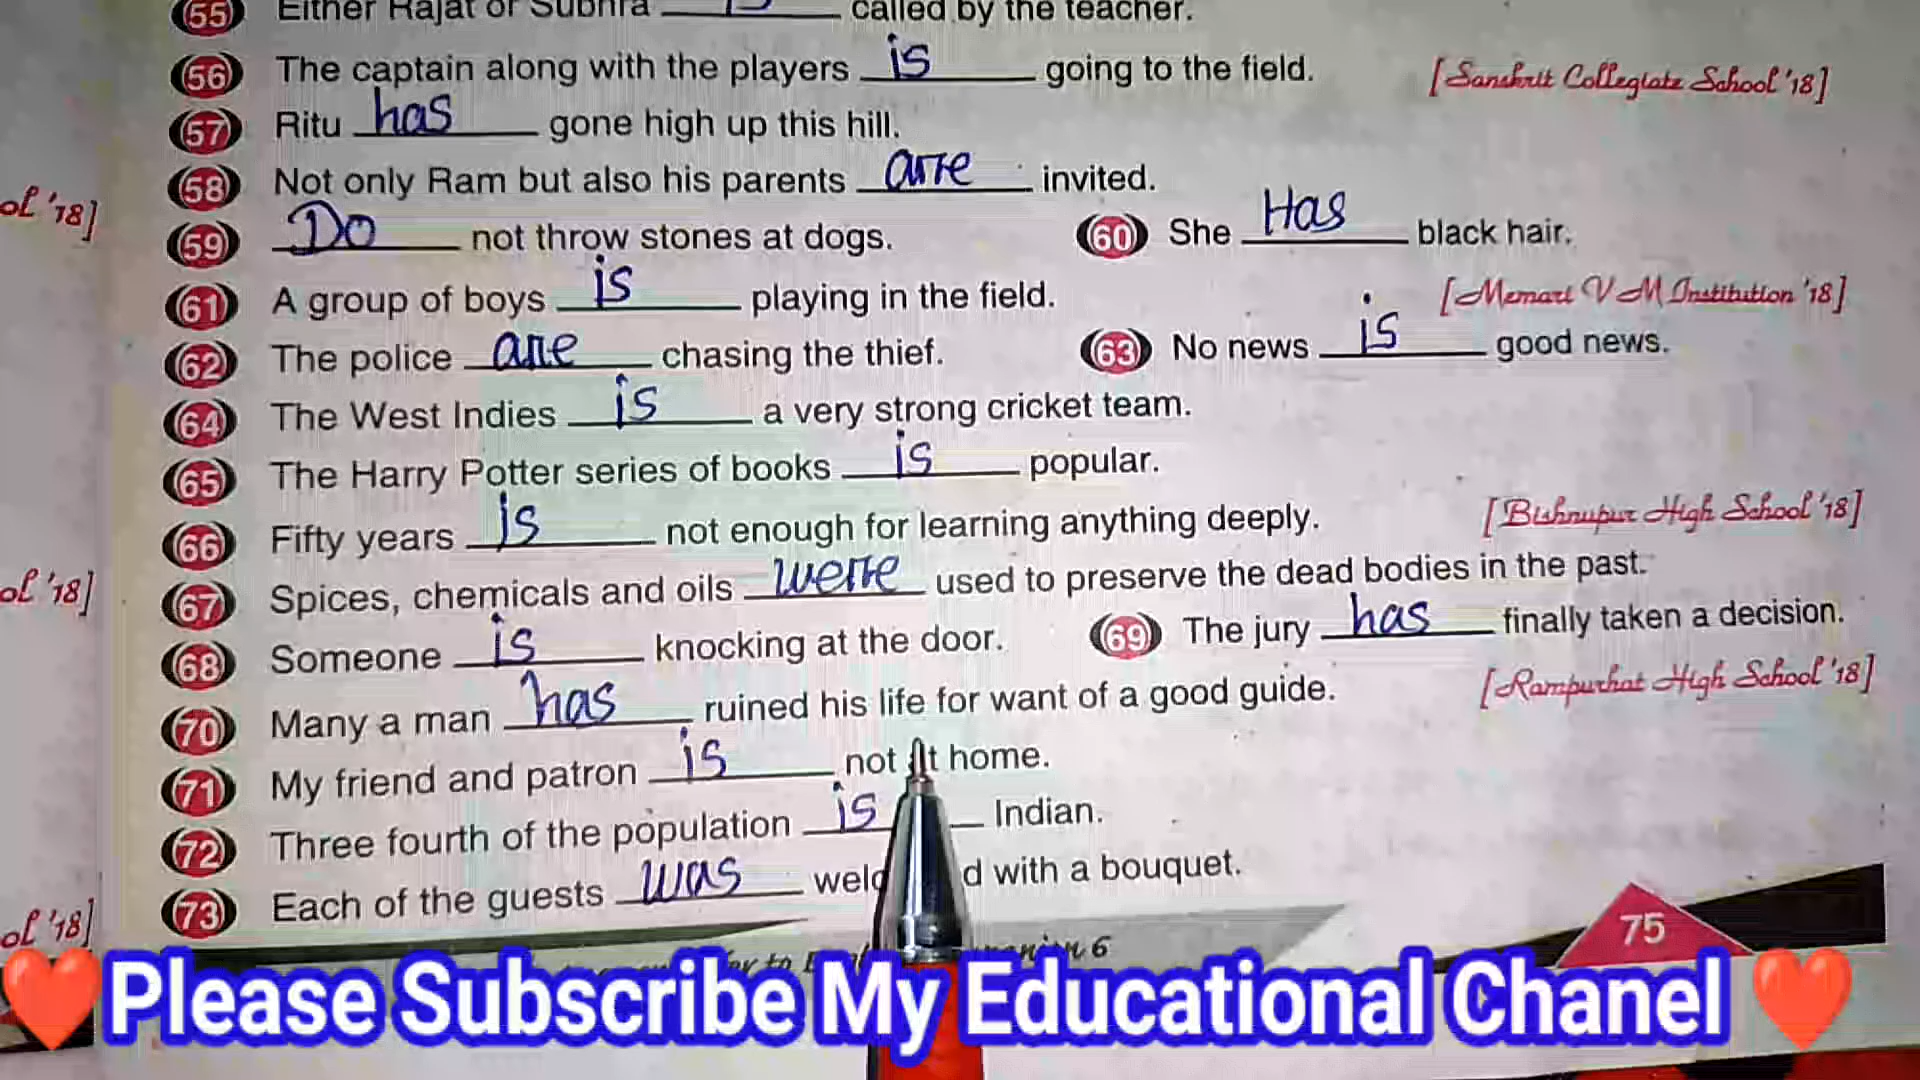 55 Either Rajat or Subhra is called by the teacher.
56 The captain along with the players is going to the field. [Sanskrit Collegiate School '18]
57 Ritu has gone high up this hill.
58 Not only Ram but also his parents are invited.
ol '18]
59 Do not throw stones at dogs. 60 She Has black hair.
61 A group of boys is playing in the field. [Memari V M Institution '18]
62 The police are chasing the thief. 63 No news is good news.
64 The West Indies is a very strong cricket team.
65 The Harry Potter series of books is popular.
66 Fifty years is not enough for learning anything deeply. [Bishnupur High School '18]
ol '18]
67 Spices, chemicals and oils were used to preserve the dead bodies in the past.
68 Someone is knocking at the door. 69 The jury has finally taken a decision.
70 Many a man has ruined his life for want of a good guide. [Rampurhat High School '18]
71 My friend and patron is not at home.
72 Three fourth of the population is Indian.
73 Each of the guests was with a bouquet.
ol '18]
75
6
Please Subscribe My Educational Chanel